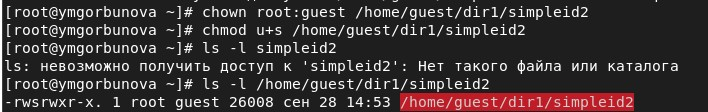 [root@ymgorbunova ~]# chown root:guest /home/guest/dir1/simpleid2
[root@ymgorbunova ~]# chmod u+s /home/guest/dir1/simpleid2
[root@ymgorbunova ~]# ls -l simpleid2
ls: невозможно получить доступ к 'simpleid2': Нет такого файла или каталога
[root@ymgorbunova ~]# ls -l /home/guest/dir1/simpleid2
-rwsrwxr-x. 1 root guest 26008 сен 28 14:53 /home/guest/dir1/simpleid2